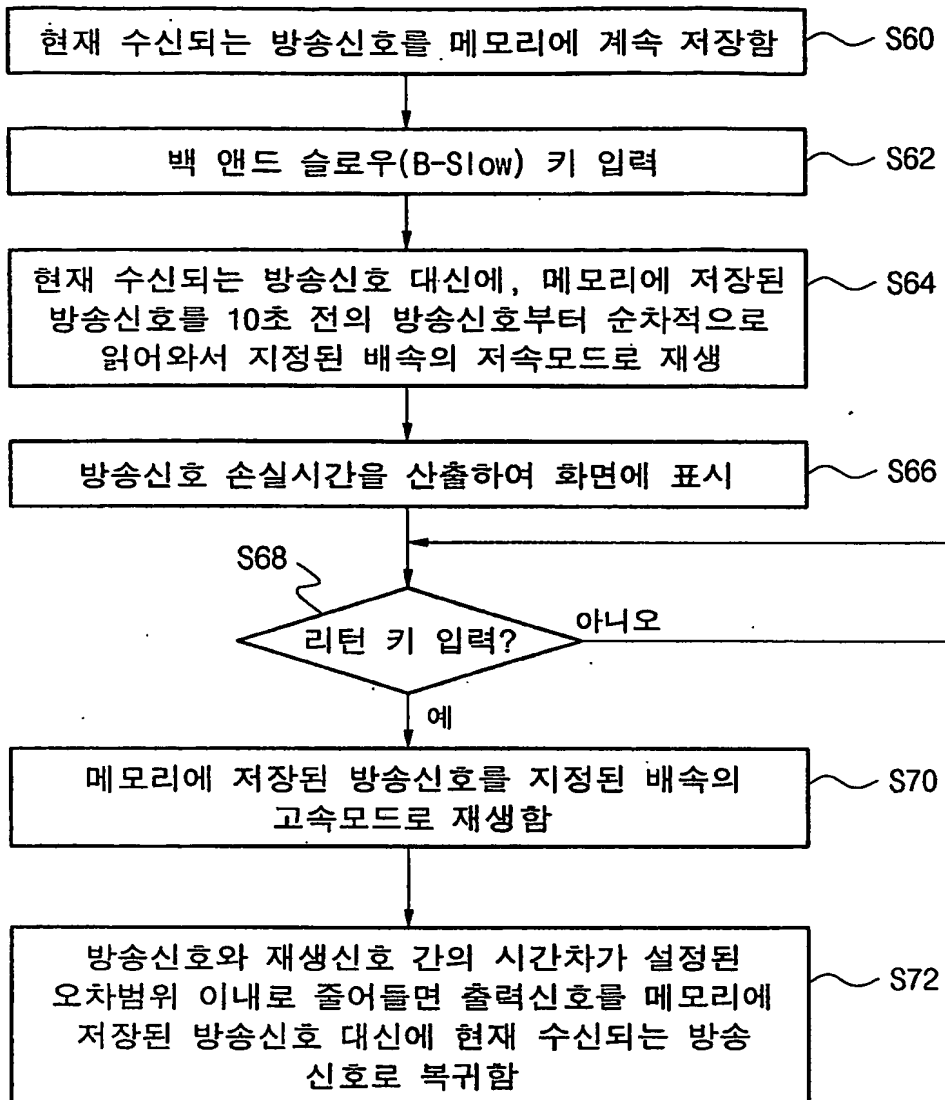 현재 수신되는 방송신호를 메모리에 계속 저장함
S60
백 앤드 슬로우(B-Slow) 키 입력
S62
현재 수신되는 방송신호 대신에, 메모리에 저장된
방송신호를 10초 전의 방송신호부터 순차적으로
읽어와서 지정된 배속의 저속모드로 재생
S64
방송신호 손실시간을 산출하여 화면에 표시
S66
S68
리턴 키 입력?
아니오
예
메모리에 저장된 방송신호를 지정된 배속의
고속모드로 재생함
S70
방송신호와 재생신호 간의 시간차가 설정된
오차범위 이내로 줄어들면 출력신호를 메모리에
저장된 방송신호 대신에 현재 수신되는 방송
신호로 복귀함
S72